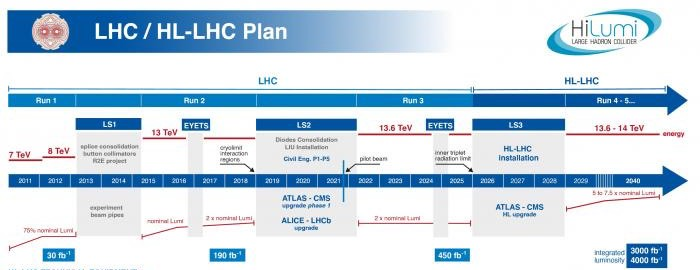 LHC / HL-LHC Plan
HiLumi
LARGE HADRON COLLIDER
LHC
HL-LHC
Run 1
Run 2
Run 3
Run 4 - 5...
LS1
EYETS
LS2
EYETS
LS3
7 TeV
8 TeV
splice consolidation
button collimators
R2E project
13 TeV
cryolimit
interaction
regions
Diodes Consolidation
LIU Installation
Civil Eng. P1-P5
pilot beam
13.6 TeV
inner triplet
radiation limit
HL-LHC
installation
13.6 - 14 TeV
energy
2011 2012 2013 2014 2015 2016 2017 2018 2019 2020 2021 2022 2023 2024 2025 2026 2027 2028 2029 2040
5 to 7.5 x nominal Lumi
experiment
beam pipes
ATLAS - CMS
upgrade phase 1
ALICE - LHCb
upgrade
ATLAS - CMS
HL upgrade
75% nominal Lumi
nominal Lumi
2 x nominal Lumi
2 x nominal Lumi
30 fb⁻¹
190 fb⁻¹
450 fb⁻¹
integrated
luminosity
3000 fb⁻¹
4000 fb⁻¹